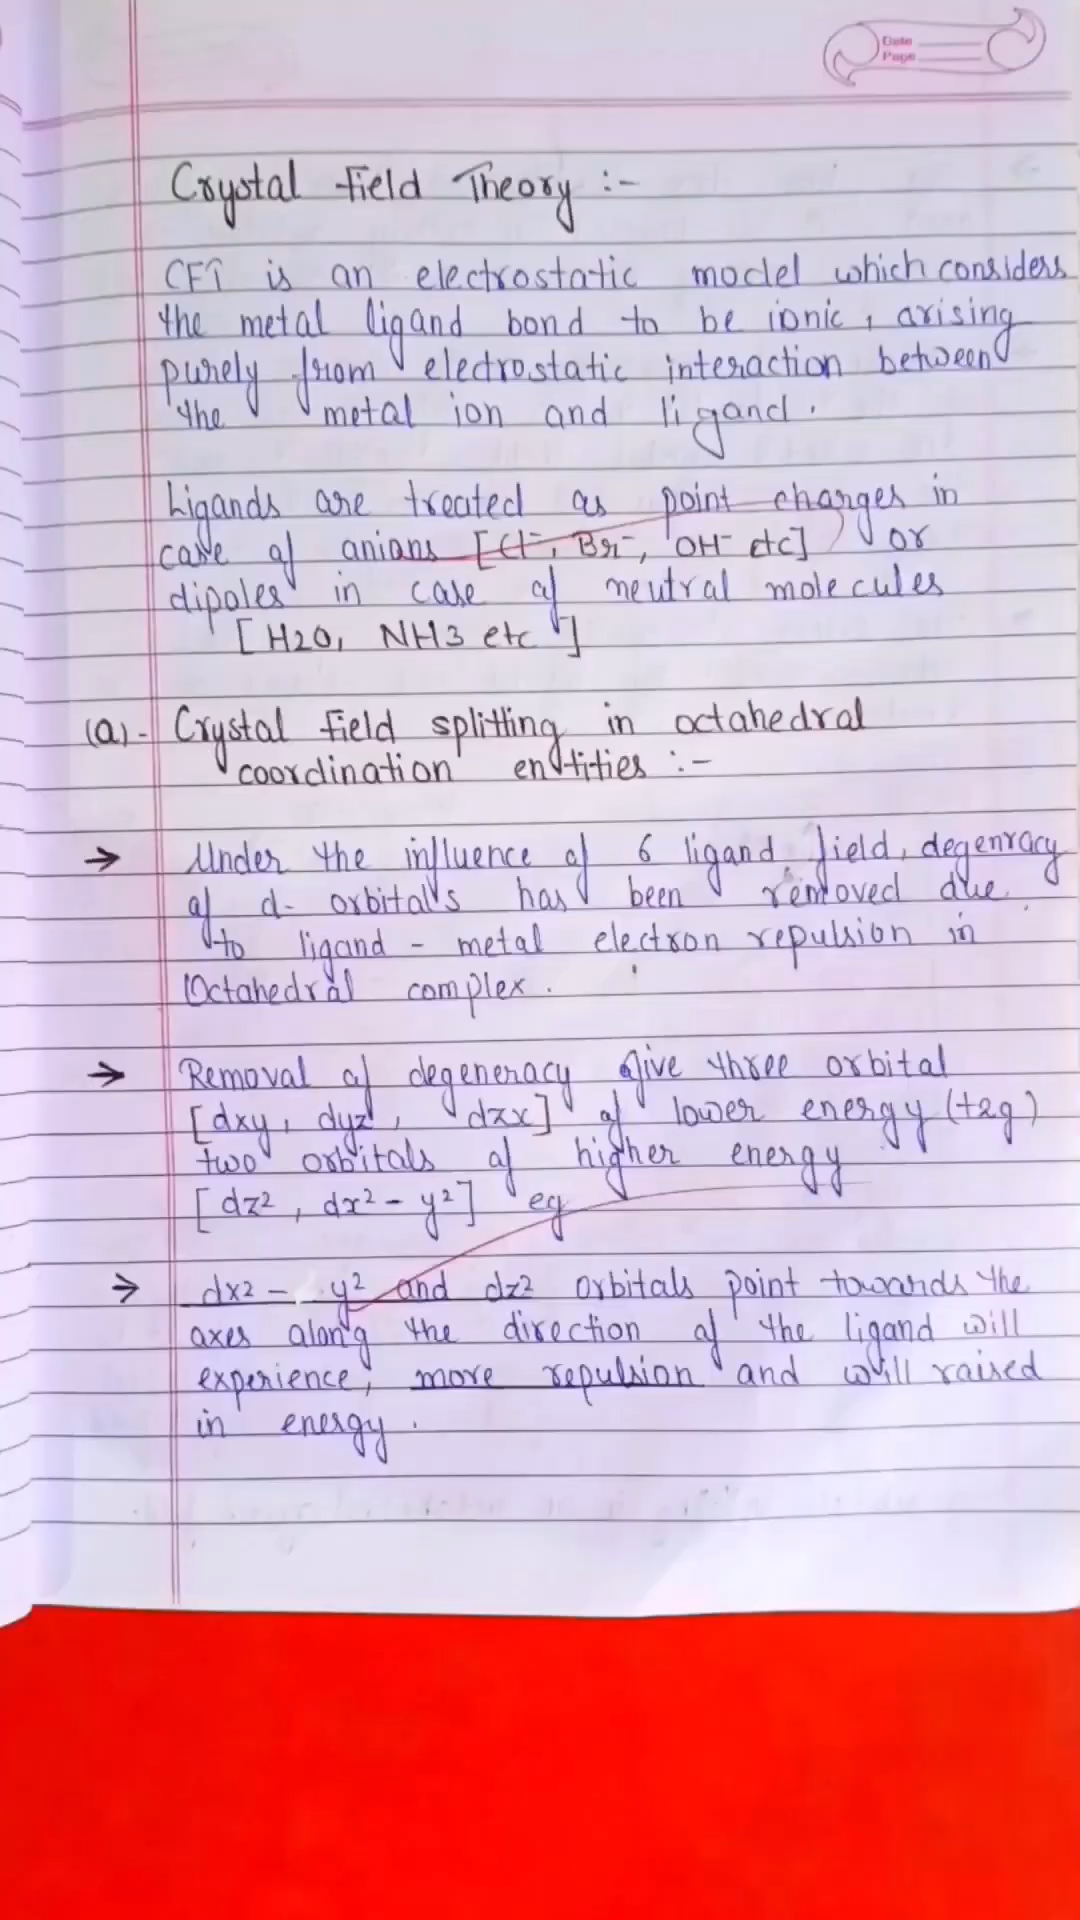 Date
Page
Crystal Field Theory :-
CFT is an electrostatic model which considers
the metal ligand bond to be ionic, arising
purely from electrostatic interaction between
the metal ion and ligand.
Ligands are treated as point charges in
case of anians [Cl⁻, Br⁻, OH⁻ etc] or
dipoles in case of neutral molecules
[H2O, NH3 etc]
(a)- Crystal Field splitting in octahedral
coordination entities :-
→ Under the influence of 6 ligand field, degenracy
of d- orbital's has been removed due
to ligand - metal electron repulsion in
Octahedral complex.
→ Removal of degeneracy give three orbital
[dxy, dyz, dzx] of lower energy (t2g)
two orbitals of higher energy
[dz², dx²-y²] eg
→ dx2 - y² and dz2 orbitals point towards the
axes along the direction of the ligand will
experience, more repulsion and will raised
in energy.